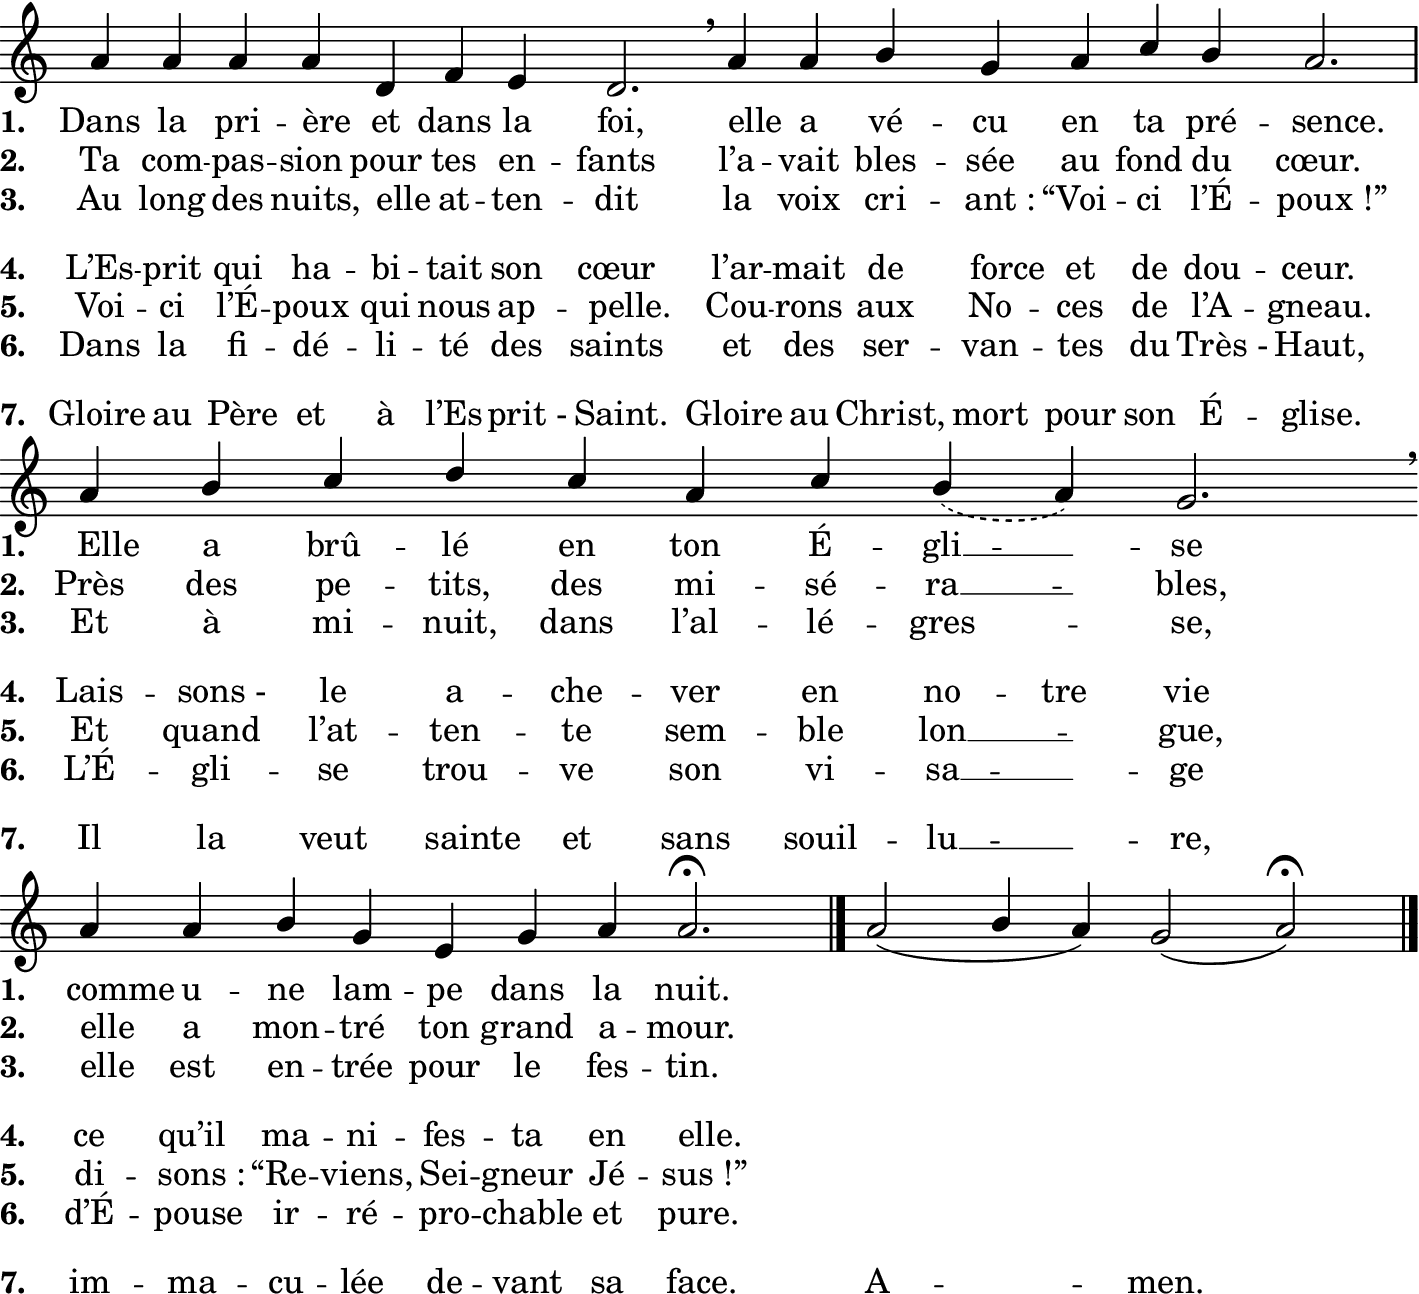 1. Dans la pri -- ère et dans la foi, elle a vé -- cu en ta pré -- sence.
2. Ta com -- pas -- sion pour tes en -- fants l’a -- vait bles -- sée au fond du cœur.
3. Au long des nuits, elle at -- ten -- dit la voix cri -- ant : “Voi -- ci l’É -- poux !”
4. L’Es -- prit qui ha -- bi -- tait son cœur l’ar -- mait de force et de dou -- ceur.
5. Voi -- ci l’É -- poux qui nous ap -- pelle. Cou -- rons aux No -- ces de l’A -- gneau.
6. Dans la fi -- dé -- li -- té des saints et des ser -- van -- tes du Très - Haut,
7. Gloire au Père et à l’Es prit - Saint. Gloire au Christ, mort pour son É -- glise.
1. Elle a brû -- lé en ton É -- gli -- se
2. Près des pe -- tits, des mi -- sé -- ra -- bles,
3. Et à mi -- nuit, dans l’al -- lé -- gres -- se,
4. Lais -- sons - le a -- che -- ver en no -- tre vie
5. Et quand l’at -- ten -- te sem -- ble lon -- gue,
6. L’É -- gli -- se trou -- ve son vi -- sa -- ge
7. Il la veut sainte et sans souil -- lu -- re,
1. comme u -- ne lam -- pe dans la nuit.
2. elle a mon -- tré ton grand a -- mour.
3. elle est en -- trée pour le fes -- tin.
4. ce qu’il ma -- ni -- fes -- ta en elle.
5. di -- sons : “Re -- viens, Sei -- gneur Jé -- sus !”
6. d’É -- pouse ir -- ré -- pro -- chable et pure.
7. im -- ma -- cu -- lée de -- vant sa face. A -- men.